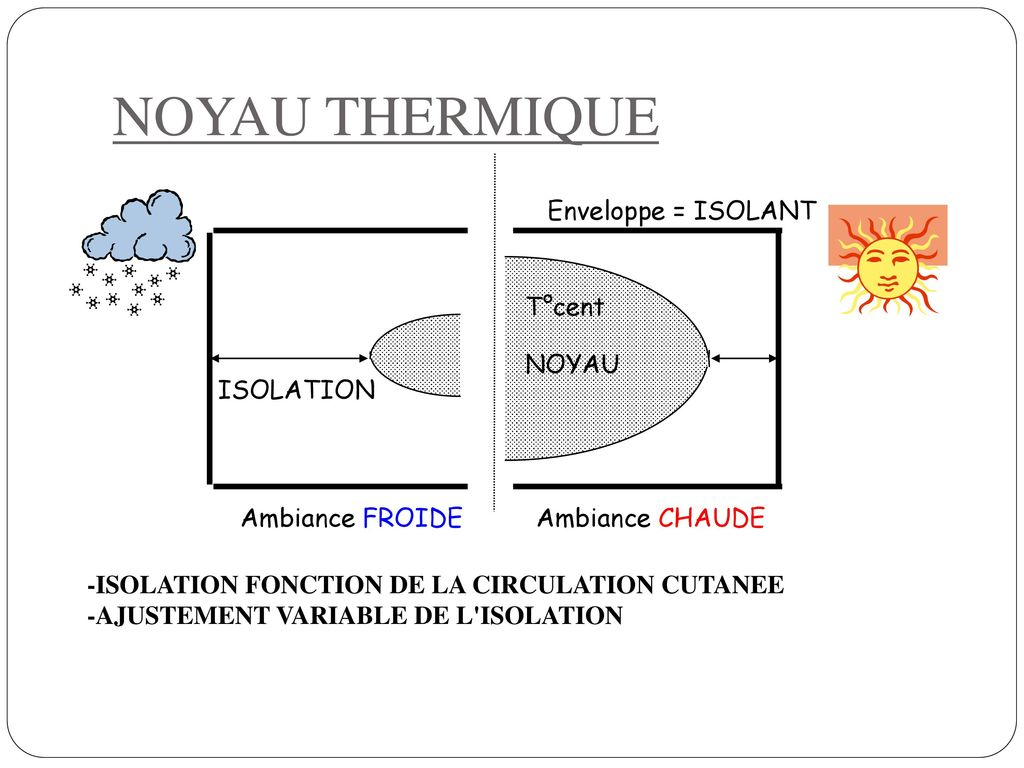 NOYAU THERMIQUE
Enveloppe = ISOLANT
T°cent
NOYAU
ISOLATION
Ambiance FROIDE
Ambiance CHAUDE
-ISOLATION FONCTION DE LA CIRCULATION CUTANEE
-AJUSTEMENT VARIABLE DE L'ISOLATION